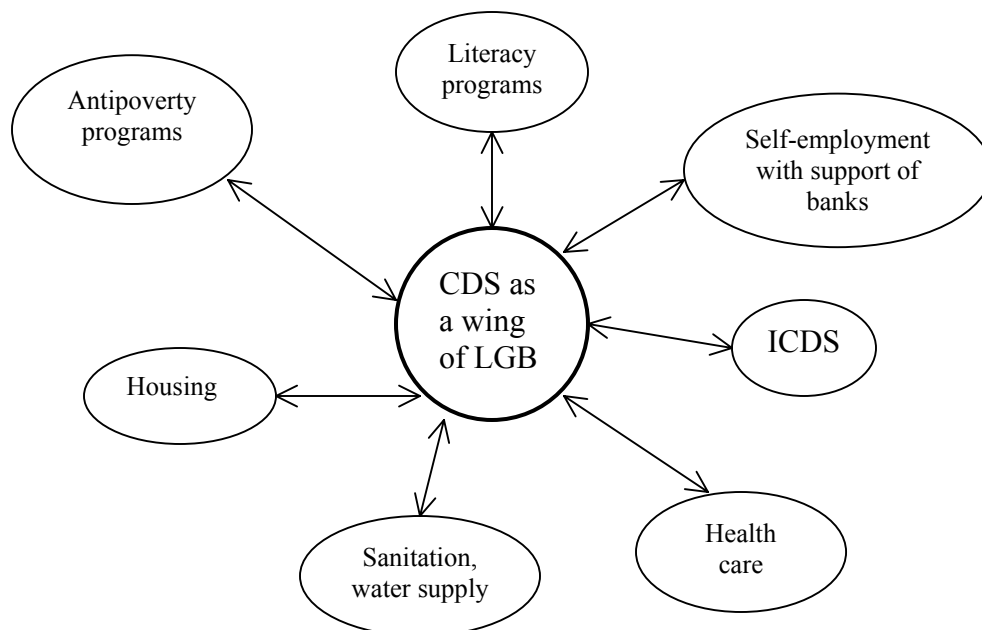 Literacy
programs
Antipoverty
programs
Self-employment
with support of
banks
CDS as
a wing
of LGB
ICDS
Housing
Health
care
Sanitation,
water supply